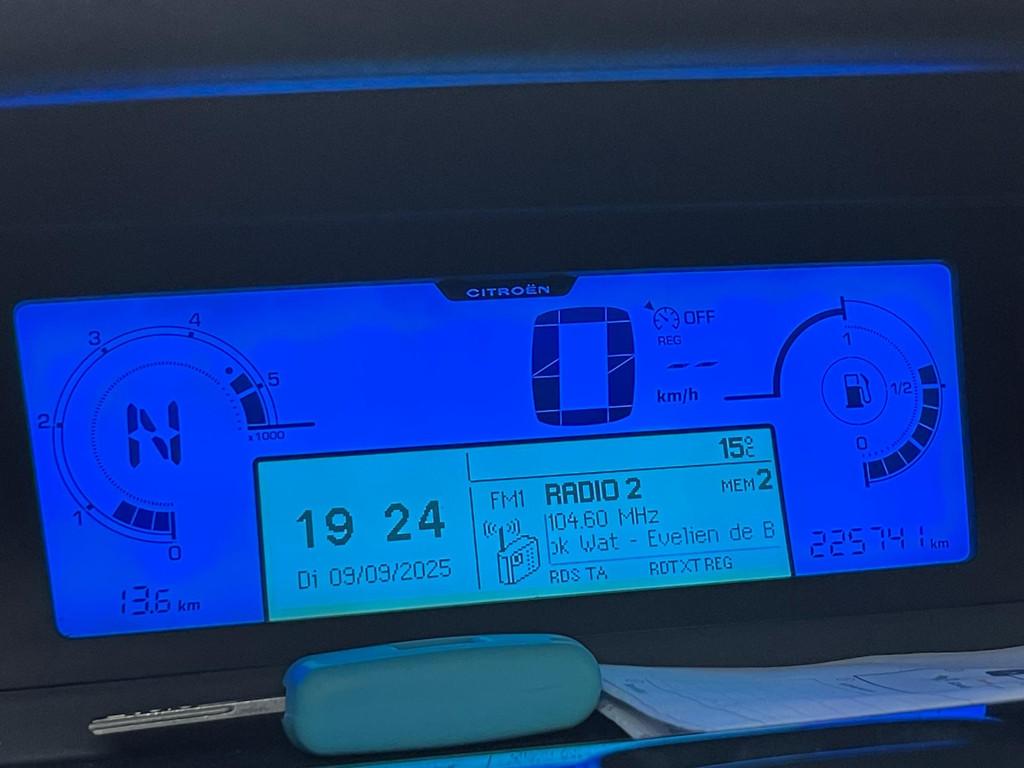 CITROËN
0
OFF
REG
--
km/h
1
2
3
4
5
x1000
0
N
13.6 km
19 24
Di 09/09/2025
15°C
FM1 RADIO 2 MEM 2
104.60 MHz
Wat - Evelien de B
RDS TA RDTXT REG
1
1/2
0
225741 km